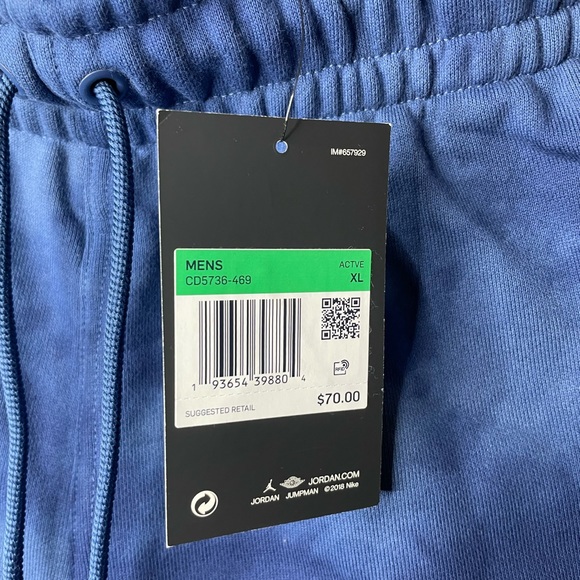 IM#657929
MENS
CD5736-469
ACTVE
XL
1 93654 39880 4
RFID
$70.00
SUGGESTED RETAIL
JORDAN.COM
JORDAN JUMPMAN ©2018 Nike